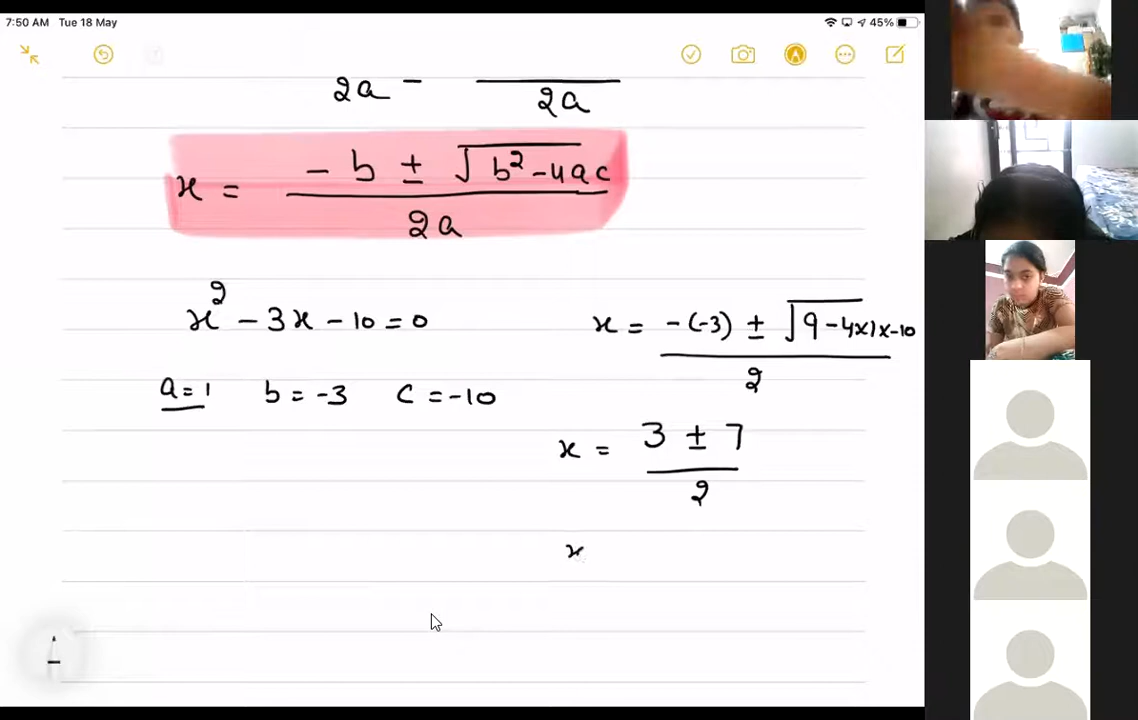 7:50 AM Tue 18 May
45%
2a − 2a
x = −b ± √b²−4ac
2a
x² − 3x − 10 = 0
a = 1 b = −3 c = −10
x = −(−3) ± √9−4×1×−10
2
x = 3 ± 7
2
x